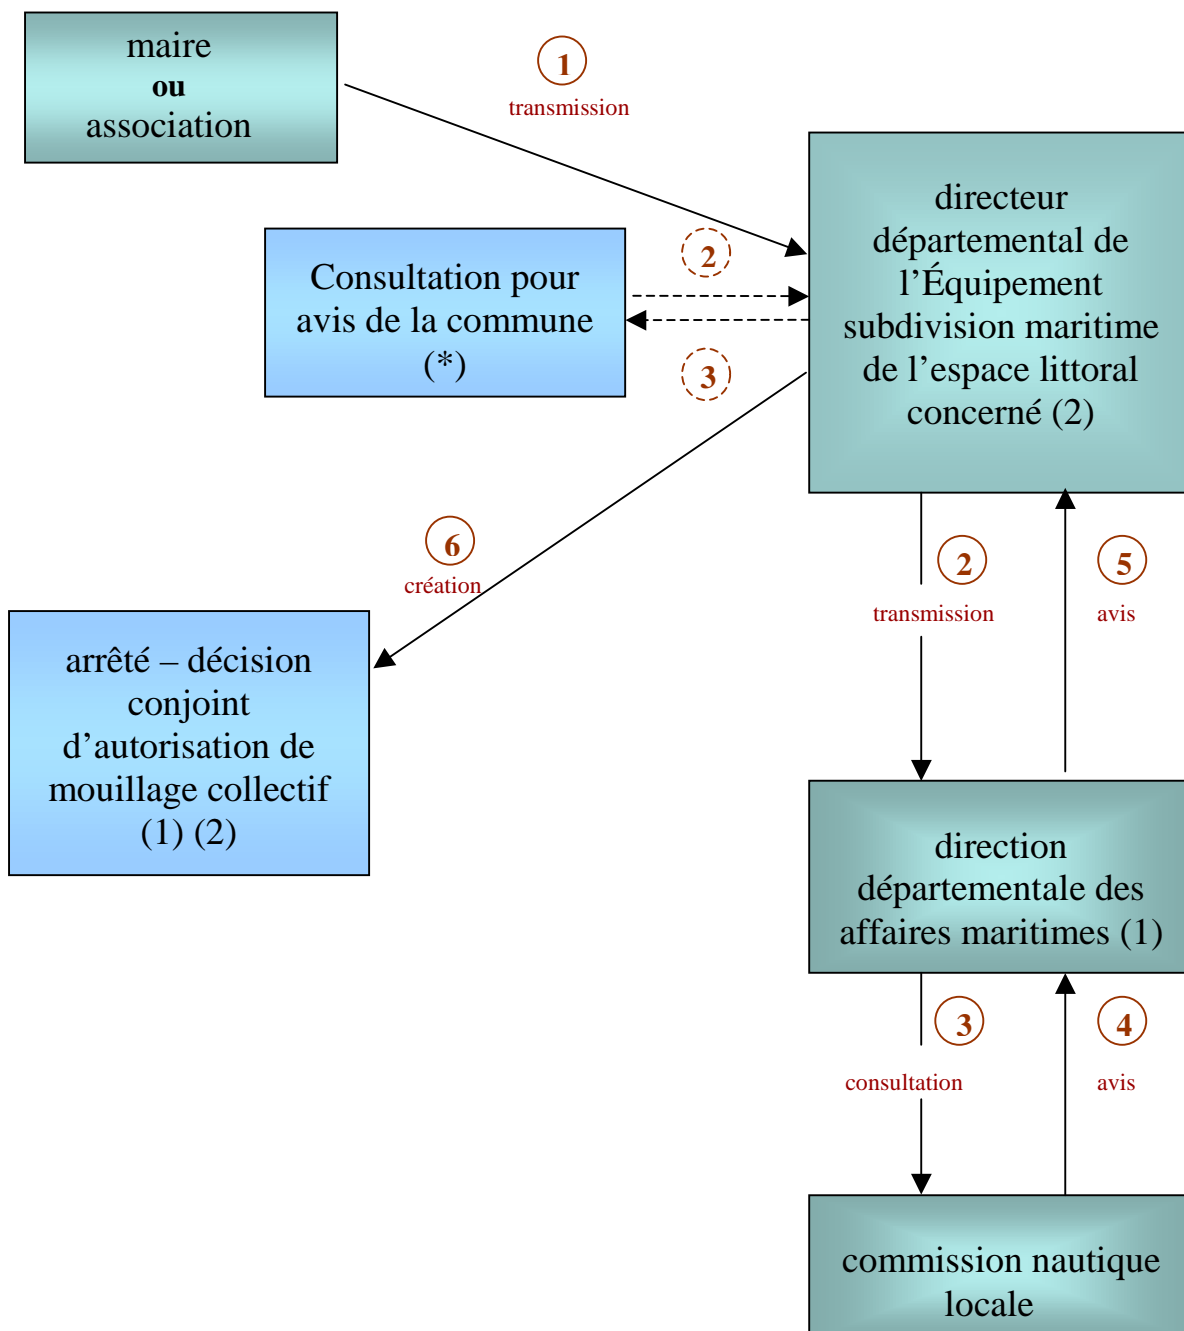 maire
ou
association
1
transmission
directeur
départemental de
l’Équipement
subdivision maritime
de l’espace littoral
concerné (2)
2
Consultation pour
avis de la commune
(*)
3
6
création
2
transmission
5
avis
arrêté – décision
conjoint
d’autorisation de
mouillage collectif
(1) (2)
direction
départementale des
affaires maritimes (1)
3
consultation
4
avis
commission nautique
locale